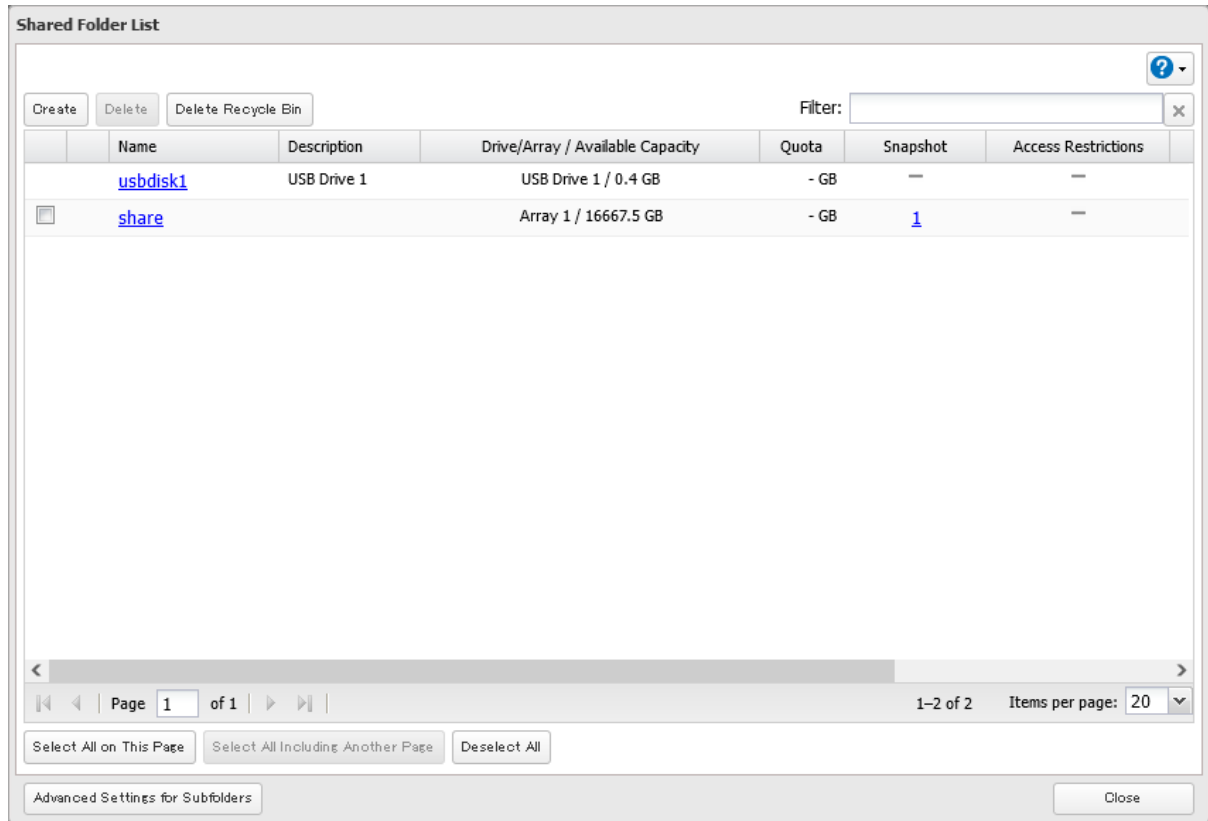 Shared Folder List
?
Create Delete Delete Recycle Bin Filter:
Name Description Drive/Array / Available Capacity Quota Snapshot Access Restrictions
usbdisk1 USB Drive 1 USB Drive 1 / 0.4 GB - GB — —
share Array 1 / 16667.5 GB - GB 1 —
Page 1 of 1 1–2 of 2 Items per page: 20
Select All on This Page Select All Including Another Page Deselect All
Advanced Settings for Subfolders Close